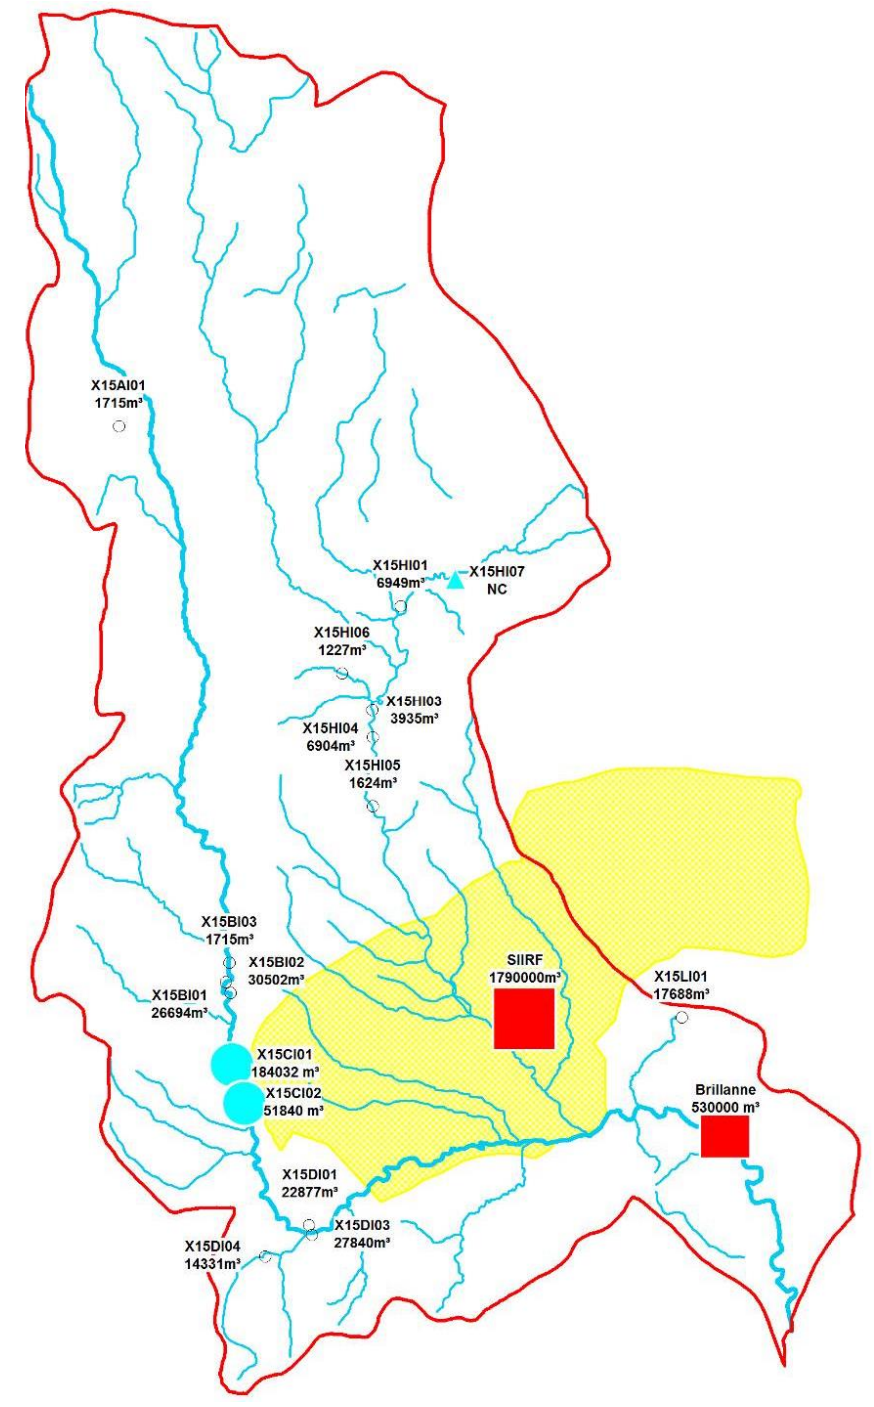 X15AI01
1715m³
X15HI01
6949m³
X15HI07
NC
X15HI06
1227m³
X15HI03
3935m³
X15HI04
6904m³
X15HI05
1624m³
X15BI03
1715m³
X15BI02
30502m³
X15BI01
26694m³
SIIRF
1790000m³
X15LI01
17688m³
X15CI01
184032 m³
X15CI02
51840 m³
Brillanne
530000 m³
X15DI01
22877m³
X15DI03
27840m³
X15DI04
14331m³